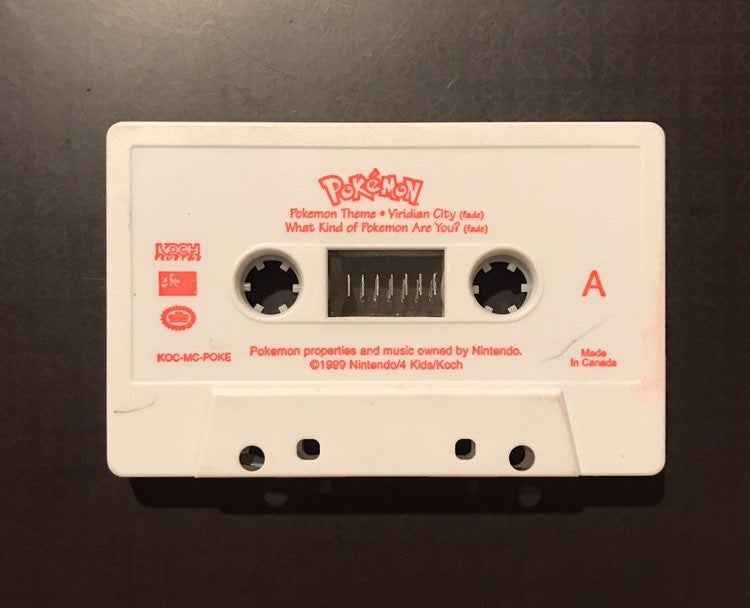 POKéMON
Pokemon Theme • Viridian City (fade)
What Kind of Pokemon Are You? (fade)
KOCH
A
KOC-MC-POKE
Pokemon properties and music owned by Nintendo.
©1999 Nintendo/4 Kids/Koch
Made
In Canada